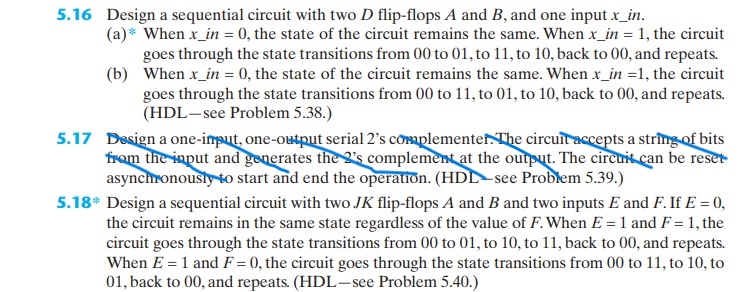 5.16 Design a sequential circuit with two D flip-flops A and B, and one input x_in.
(a)* When x_in = 0, the state of the circuit remains the same. When x_in = 1, the circuit
goes through the state transitions from 00 to 01, to 11, to 10, back to 00, and repeats.
(b) When x_in = 0, the state of the circuit remains the same. When x_in =1, the circuit
goes through the state transitions from 00 to 11, to 01, to 10, back to 00, and repeats.
(HDL—see Problem 5.38.)
5.17 Design a one-input, one-output serial 2's complementer. The circuit accepts a string of bits
from the input and generates the 2's complement at the output. The circuit can be reset
asynchronously to start and end the operation. (HDL—see Problem 5.39.)
5.18* Design a sequential circuit with two JK flip-flops A and B and two inputs E and F. If E = 0,
the circuit remains in the same state regardless of the value of F. When E = 1 and F = 1, the
circuit goes through the state transitions from 00 to 01, to 10, to 11, back to 00, and repeats.
When E = 1 and F = 0, the circuit goes through the state transitions from 00 to 11, to 10, to
01, back to 00, and repeats. (HDL—see Problem 5.40.)